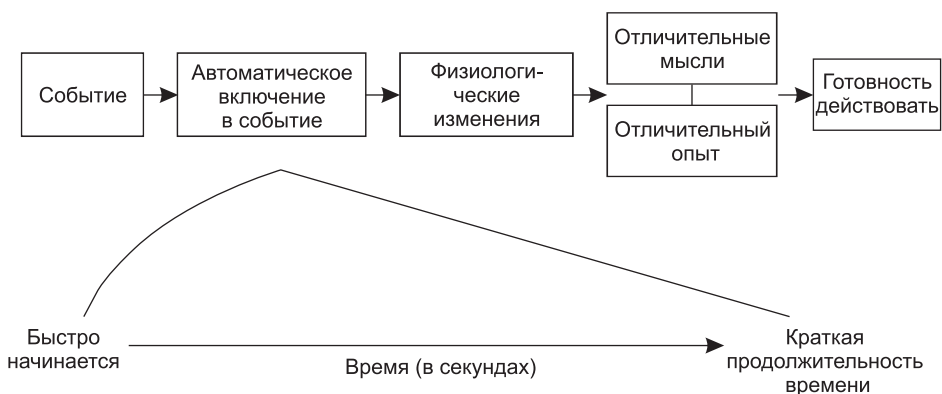 Событие
Автоматическое
включение
в событие
Физиологи-
ческие
изменения
Отличительные
мысли
Отличительный
опыт
Готовность
действовать
Быстро
начинается
Время (в секундах)
Краткая
продолжительность
времени